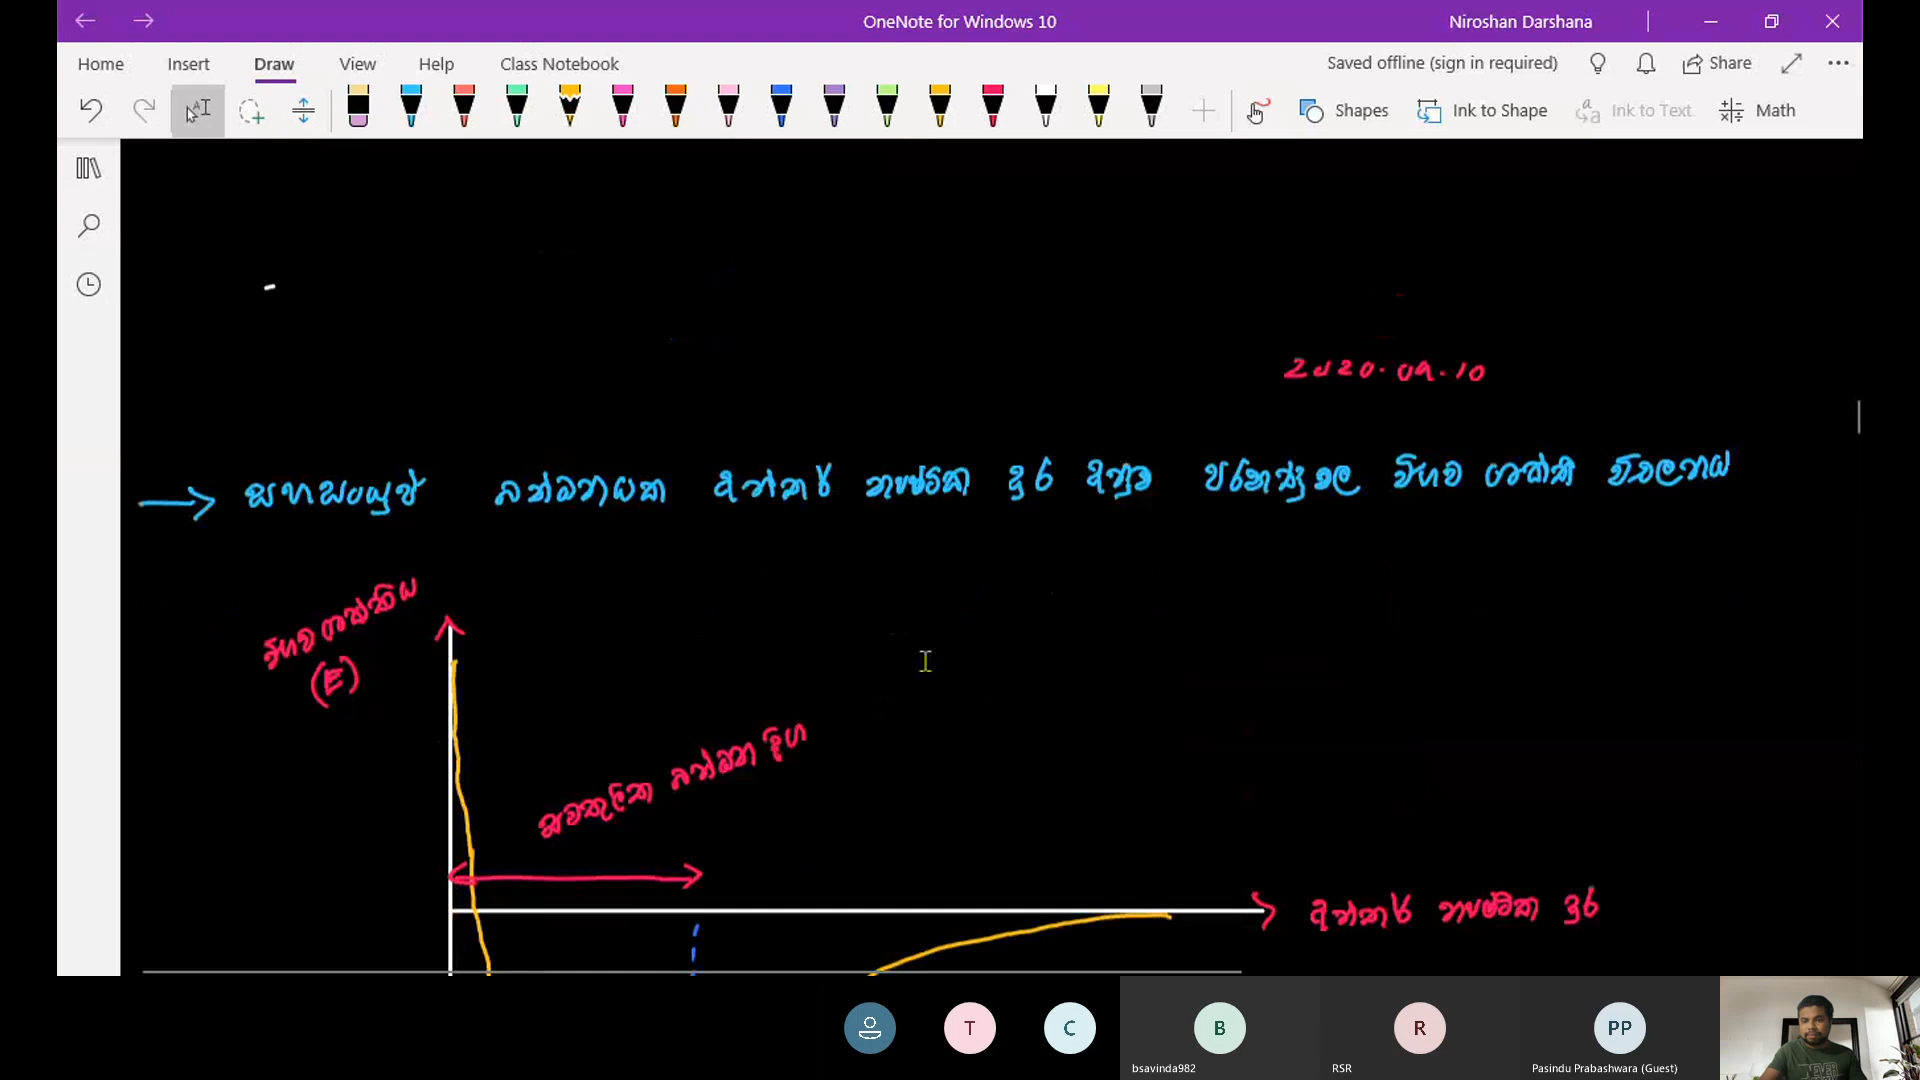 OneNote for Windows 10
Niroshan Darshana
Home Insert Draw View Help Class Notebook
Saved offline (sign in required) Share
Shapes Ink to Shape Ink to Text Math
2020.09.10
සහසංයුජ බන්ධනයක අන්තර් න්‍යෂ්ටික දුර අනුව පරමාණුවල විභව ශක්ති විචලනය
විභව ශක්තිය
(E)
සමතුලිත බන්ධන දිග
අන්තර් න්‍යෂ්ටික දුර
T C B R PP
bsavinda982 RSR Pasindu Prabashwara (Guest)